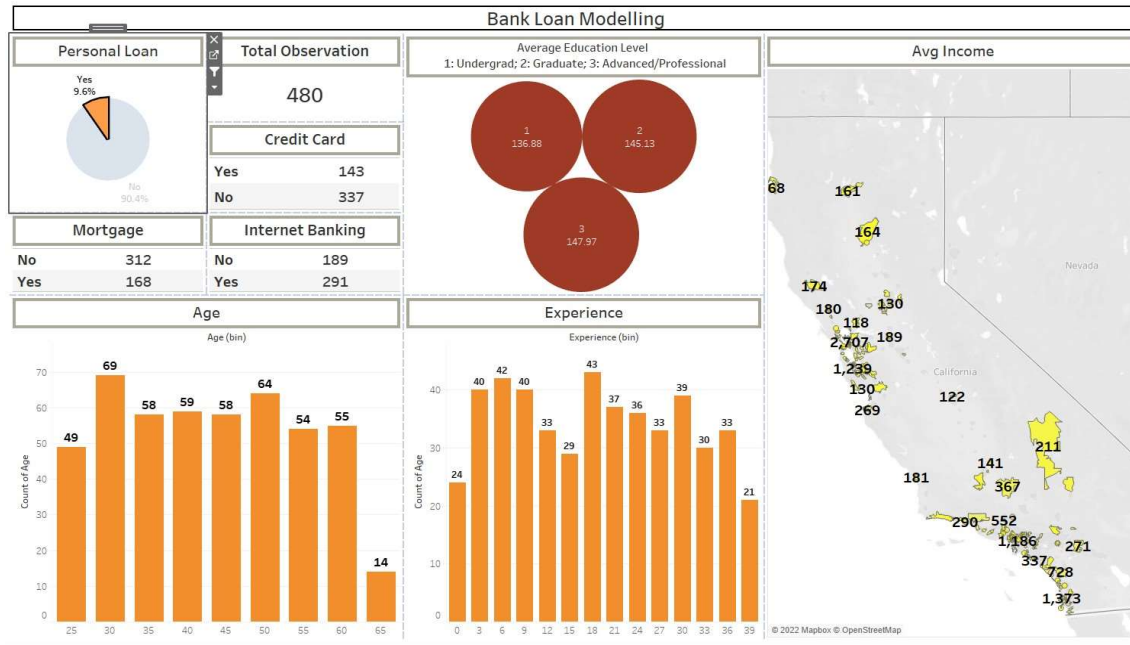 Bank Loan Modelling
Personal Loan
Yes
9.6%
No
90.4%
Total Observation
480
Credit Card
Yes 143
No 337
Mortgage
No 312
Yes 168
Internet Banking
No 189
Yes 291
Average Education Level
1: Undergrad; 2: Graduate; 3: Advanced/Professional
1
136.88
2
145.13
3
147.97
Avg Income
68
161
164
Nevada
174
180
130
118
189
2,707
1,239
California
130
122
269
211
141
181
367
290
552
1,186
271
337
728
1,373
© 2022 Mapbox © OpenStreetMap
Age
Age (bin)
Count of Age
70
60
50
40
30
20
10
0
49
69
58
59
58
64
54
55
14
25 30 35 40 45 50 55 60 65
Experience
Experience (bin)
Count of Age
40
30
20
10
0
24
40
42
40
33
29
43
37
36
33
39
30
33
21
0 3 6 9 12 15 18 21 24 27 30 33 36 39